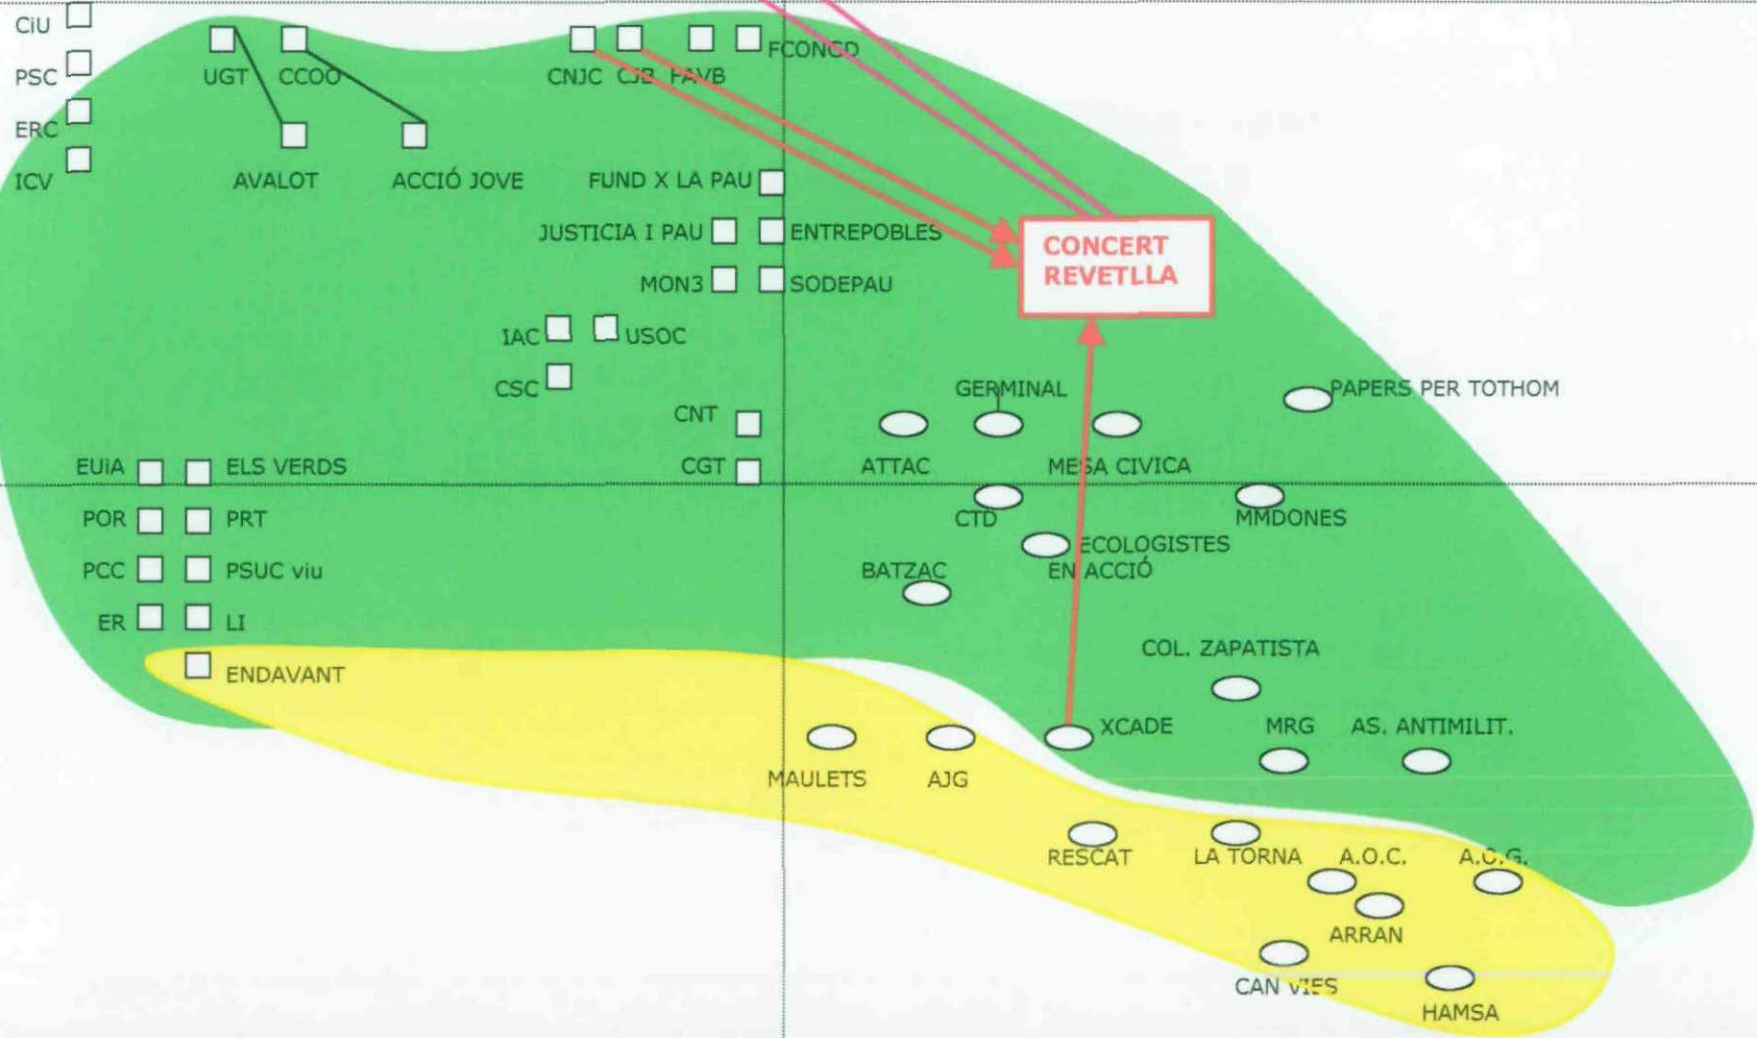 CiU
PSC
ERC
ICV
UGT
CCOO
CNJC
CJB
FAVB
FCONGD
AVALOT
ACCIÓ JOVE
FUND X LA PAU
JUSTICIA I PAU
ENTREPOBLES
MON3
SODEPAU
CONCERT
REVETLLA
IAC
USOC
CSC
CNT
CGT
GERMINAL
PAPERS PER TOTHOM
ATTAC
MESA CIVICA
EUiA
ELS VERDS
POR
PRT
PCC
PSUC viu
ER
LI
ENDAVANT
CTD
MMDONES
ECOLOGISTES
EN ACCIÓ
BATZAC
COL. ZAPATISTA
XCADE
MRG
AS. ANTIMILIT.
MAULETS
AJG
RESCAT
LA TORNA
A.O.C.
A.O.G.
ARRAN
CAN VIES
HAMSA